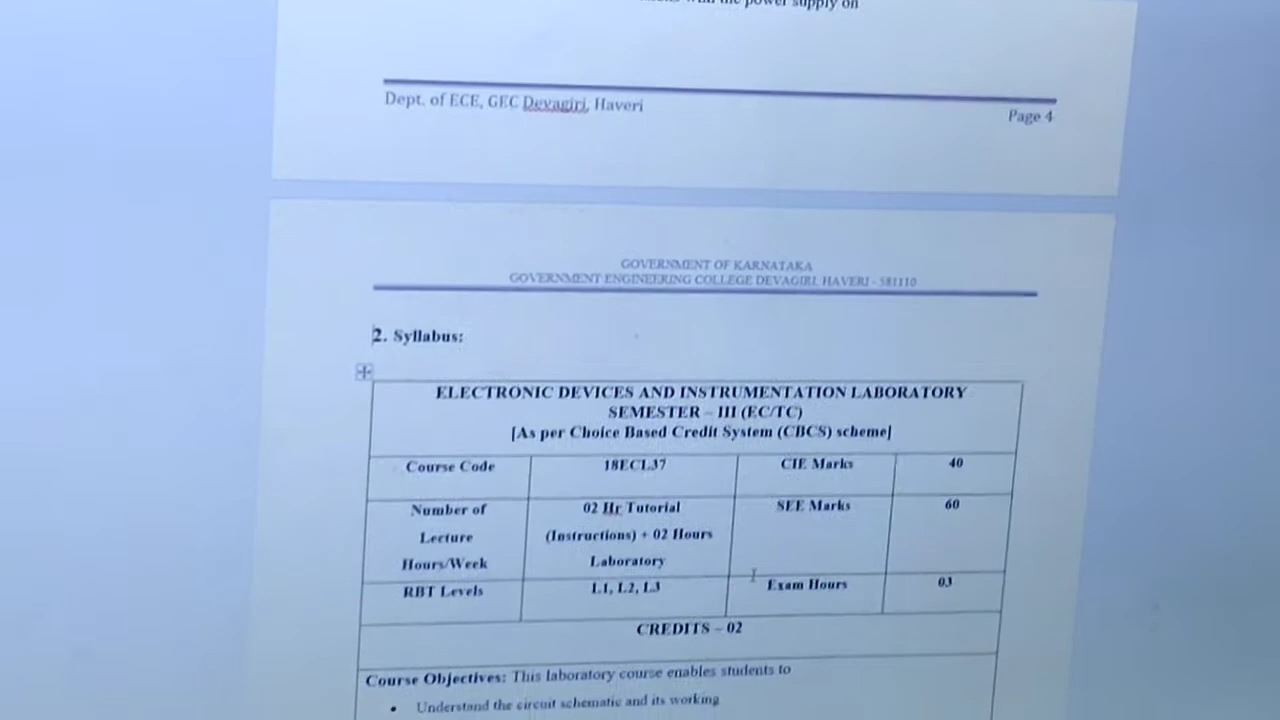 the power supply on
Dept. of ECE, GEC Devagiri, Haveri
Page 4
GOVERNMENT OF KARNATAKA
GOVERNMENT ENGINEERING COLLEGE DEVAGIRI, HAVERI - 581110
2. Syllabus:
ELECTRONIC DEVICES AND INSTRUMENTATION LABORATORY
SEMESTER – III (EC/TC)
[As per Choice Based Credit System (CBCS) scheme]
Course Code 18ECL37 CIE Marks 40
Number of Lecture Hours/Week 02 Hr Tutorial (Instructions) + 02 Hours Laboratory SEE Marks 60
RBT Levels L1, L2, L3 Exam Hours 03
CREDITS – 02
Course Objectives: This laboratory course enables students to
• Understand the circuit schematic and its working